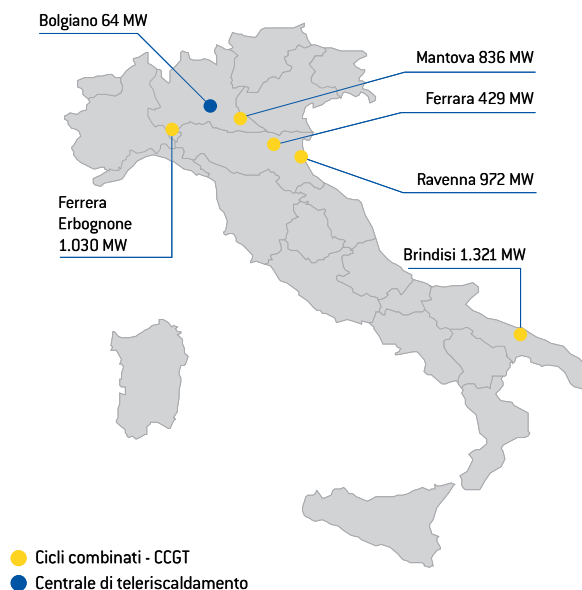 Bolgiano 64 MW
Mantova 836 MW
Ferrara 429 MW
Ravenna 972 MW
Ferrera
Erbognone
1.030 MW
Brindisi 1.321 MW
Cicli combinati - CCGT
Centrale di teleriscaldamento